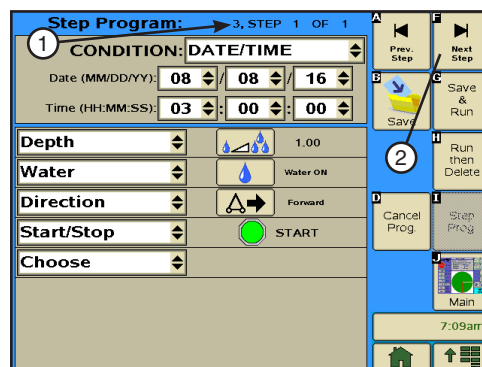 Step Program: 3, STEP 1 OF 1
CONDITION: DATE/TIME
Date (MM/DD/YY): 08 / 08 / 16
Time (HH:MM:SS): 03 : 00 : 00
Depth 1.00
Water Water ON
Direction Forward
Start/Stop START
Choose
1
2
A
Prev.
Step
F
Next
Step
B
Save
G
Save
&
Run
H
Run
then
Delete
D
Cancel
Prog.
I
Step
Prog
J
Main
7:09am